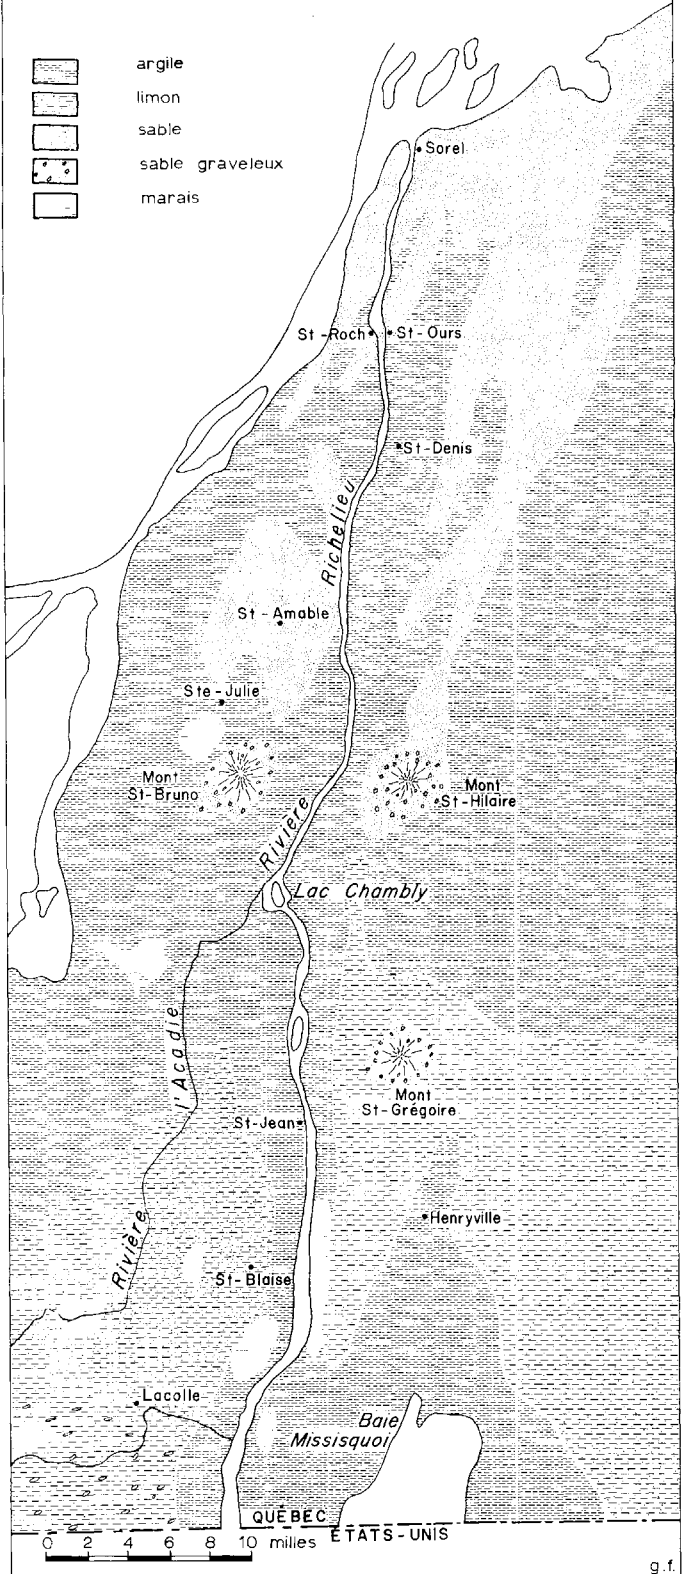 argile
limon
sable
sable graveleux
marais
Sorel
St-Roch
St-Ours
St-Denis
Richelieu
St-Amable
Ste-Julie
Mont
St-Bruno
Mont
St-Hilaire
Rivière
Lac Chambly
l'Acadie
Mont
St-Grégoire
St-Jean
Henryville
Rivière
St-Blaise
Lacolle
Baie
Missisquoi
QUÉBEC
ÉTATS-UNIS
0 2 4 6 8 10 milles
g.f.